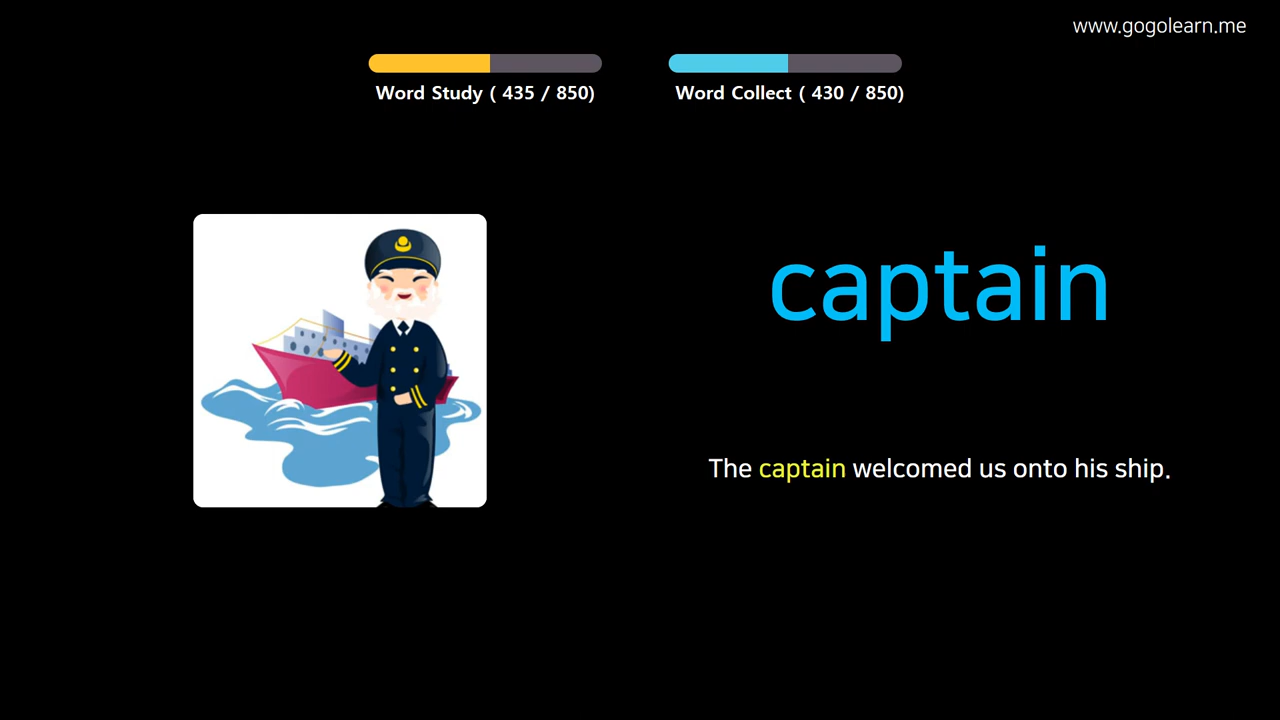 www.gogolearn.me
Word Study ( 435 / 850)
Word Collect ( 430 / 850)
captain
The captain welcomed us onto his ship.